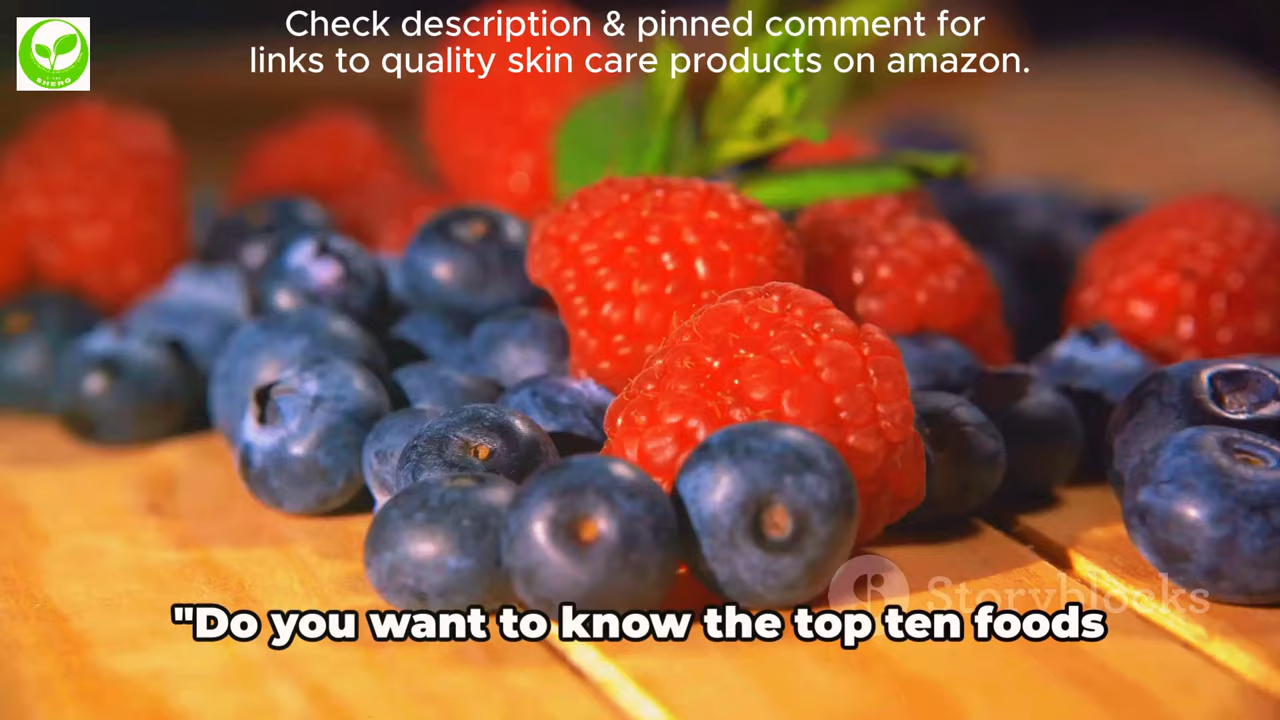 Check description & pinned comment for
links to quality skin care products on amazon.
"Do you want to know the top ten foods
Storyblocks